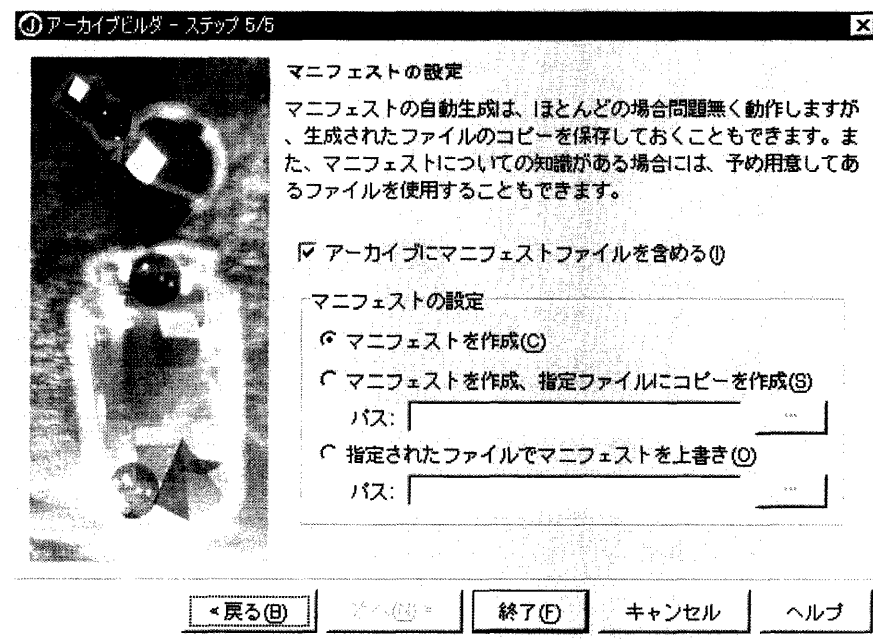 アーカイブビルダ - ステップ 5/5
マニフェストの設定
マニフェストの自動生成は、ほとんどの場合問題無く動作しますが
、生成されたファイルのコピーを保存しておくこともできます。ま
た、マニフェストについての知識がある場合には、予め用意してあ
るファイルを使用することもできます。
アーカイブにマニフェストファイルを含める(I)
マニフェストの設定
マニフェストを作成(C)
マニフェストを作成、指定ファイルにコピーを作成(S)
パス:
...
指定されたファイルでマニフェストを上書き(O)
パス:
...
«戻る(B) 次へ(N)» 終了(F) キャンセル ヘルプ